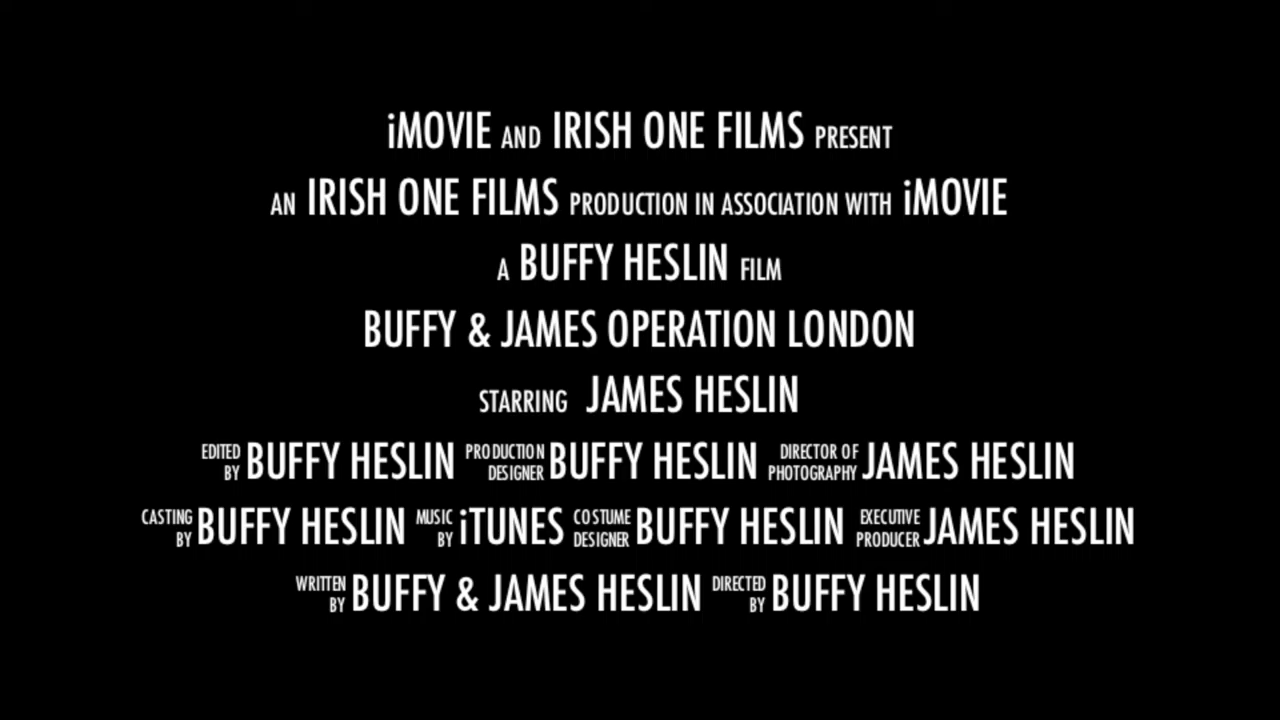 iMOVIE AND IRISH ONE FILMS PRESENT
AN IRISH ONE FILMS PRODUCTION IN ASSOCIATION WITH iMOVIE
A BUFFY HESLIN FILM
BUFFY & JAMES OPERATION LONDON
STARRING JAMES HESLIN
EDITED BY BUFFY HESLIN PRODUCTION DESIGNER BUFFY HESLIN DIRECTOR OF PHOTOGRAPHY JAMES HESLIN
CASTING BY BUFFY HESLIN MUSIC BY iTUNES COSTUME DESIGNER BUFFY HESLIN EXECUTIVE PRODUCER JAMES HESLIN
WRITTEN BY BUFFY & JAMES HESLIN DIRECTED BY BUFFY HESLIN